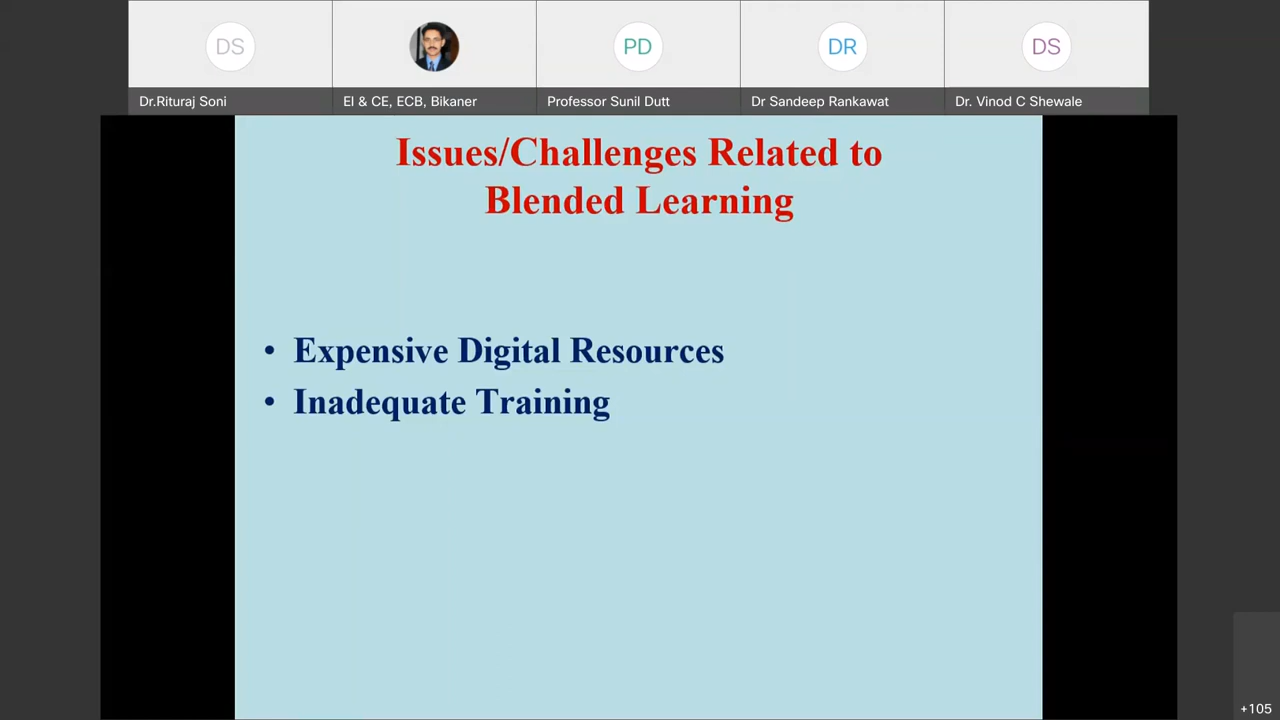 DS
PD
DR
DS
Dr.Rituraj Soni
EI & CE, ECB, Bikaner
Professor Sunil Dutt
Dr Sandeep Rankawat
Dr. Vinod C Shewale
Issues/Challenges Related to
Blended Learning
• Expensive Digital Resources
• Inadequate Training
+105